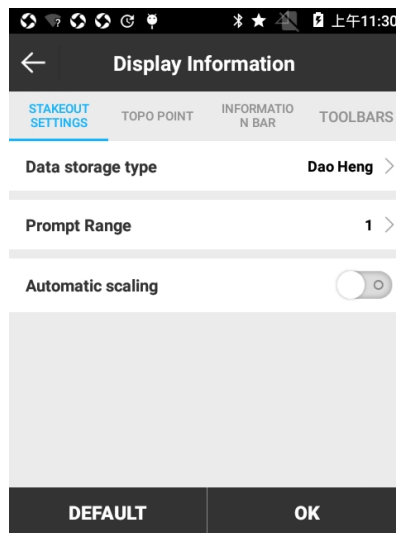 上午11:30
Display Information
STAKEOUT
SETTINGS
TOPO POINT
INFORMATIO
N BAR
TOOLBARS
Data storage type
Dao Heng
Prompt Range
1
Automatic scaling
DEFAULT
OK